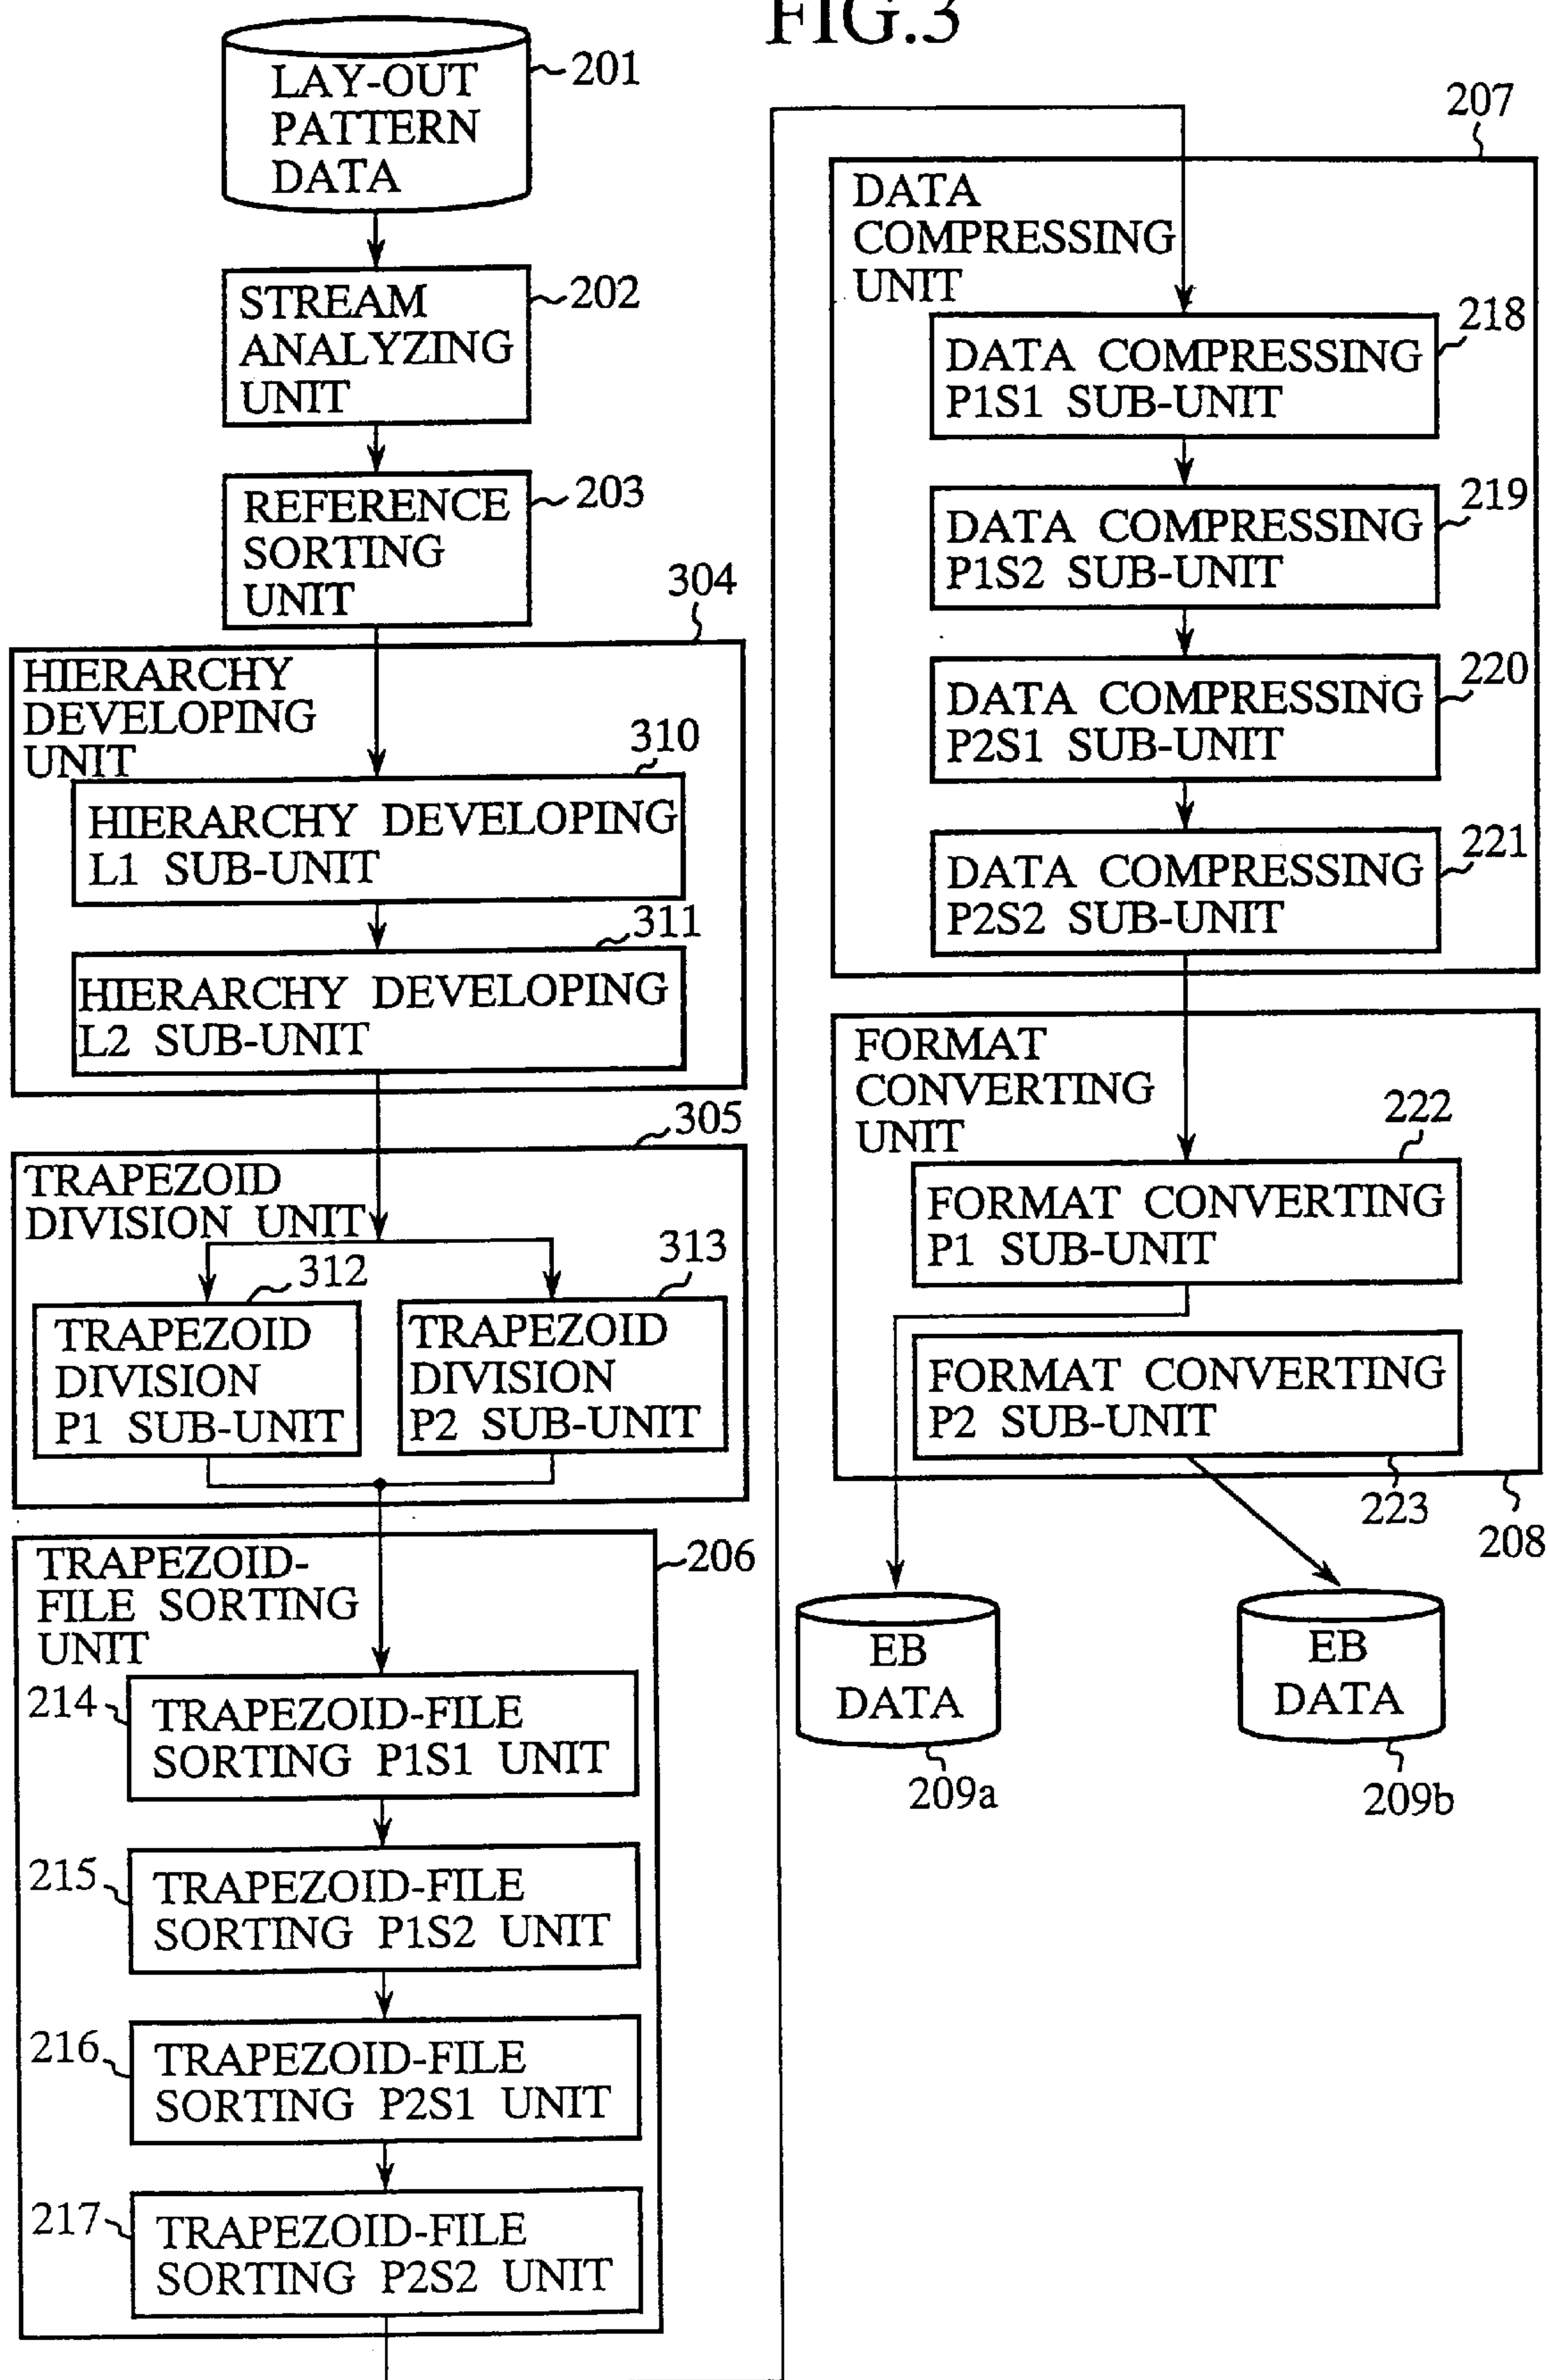 FIG.3
LAY-OUT
PATTERN
DATA
201
STREAM
ANALYZING
UNIT
202
REFERENCE
SORTING
UNIT
203
304
HIERARCHY
DEVELOPING
UNIT
310
HIERARCHY DEVELOPING
L1 SUB-UNIT
311
HIERARCHY DEVELOPING
L2 SUB-UNIT
305
TRAPEZOID
DIVISION UNIT
312
313
TRAPEZOID
DIVISION
P1 SUB-UNIT
TRAPEZOID
DIVISION
P2 SUB-UNIT
206
TRAPEZOID-
FILE SORTING
UNIT
214
TRAPEZOID-FILE
SORTING P1S1 UNIT
215
TRAPEZOID-FILE
SORTING P1S2 UNIT
216
TRAPEZOID-FILE
SORTING P2S1 UNIT
217
TRAPEZOID-FILE
SORTING P2S2 UNIT
207
DATA
COMPRESSING
UNIT
218
DATA COMPRESSING
P1S1 SUB-UNIT
219
DATA COMPRESSING
P1S2 SUB-UNIT
220
DATA COMPRESSING
P2S1 SUB-UNIT
221
DATA COMPRESSING
P2S2 SUB-UNIT
FORMAT
CONVERTING
UNIT
222
FORMAT CONVERTING
P1 SUB-UNIT
FORMAT CONVERTING
P2 SUB-UNIT
223
208
EB
DATA
209a
EB
DATA
209b